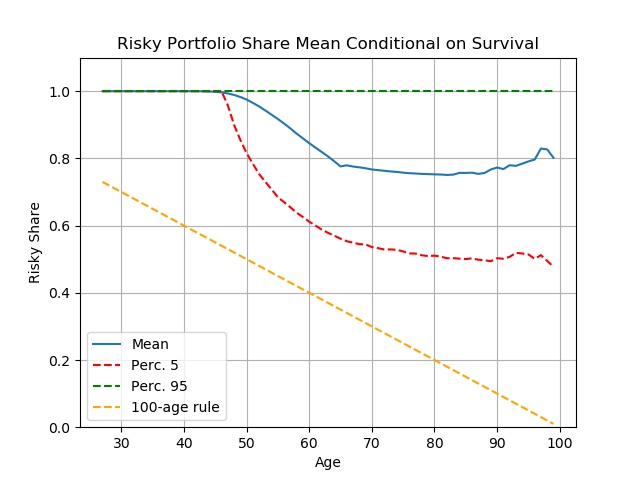 Risky Portfolio Share Mean Conditional on Survival
Risky Share
1.0
0.8
0.6
0.4
0.2
0.0
Mean
Perc. 5
Perc. 95
100-age rule
30 40 50 60 70 80 90 100
Age